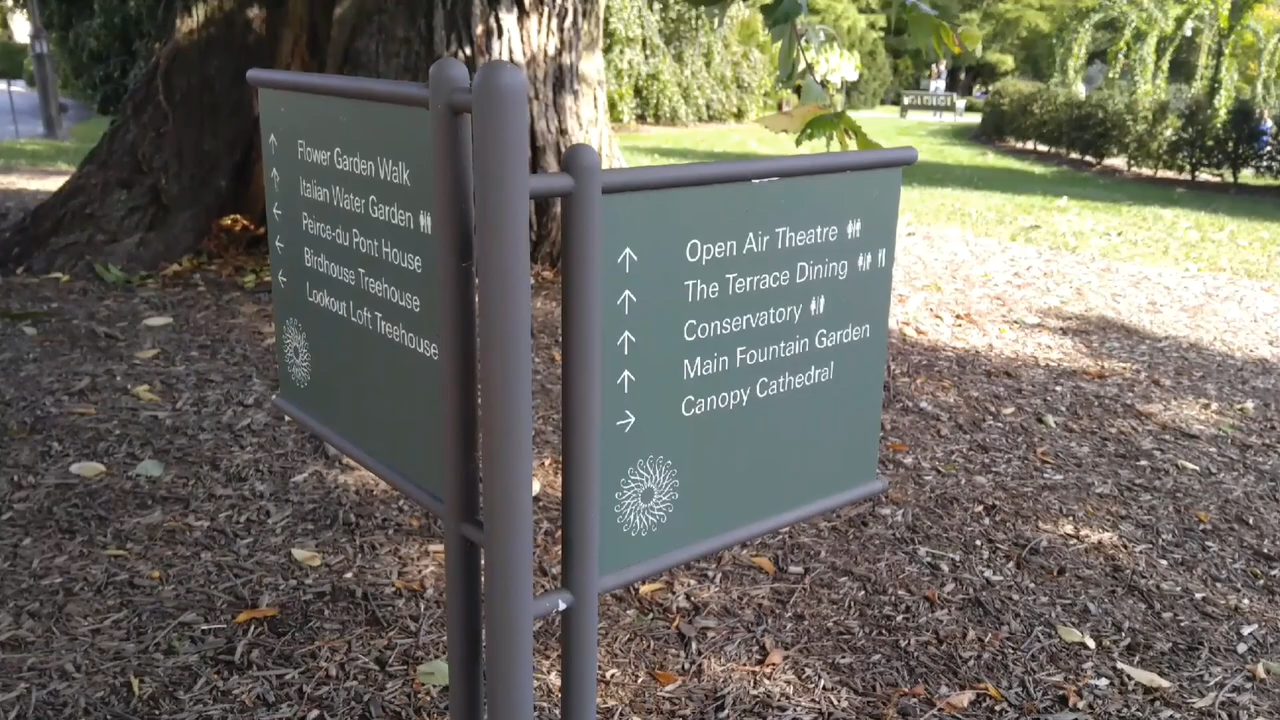 Flower Garden Walk
Italian Water Garden
Peirce-du Pont House
Birdhouse Treehouse
Lookout Loft Treehouse
Open Air Theatre
The Terrace Dining
Conservatory
Main Fountain Garden
Canopy Cathedral